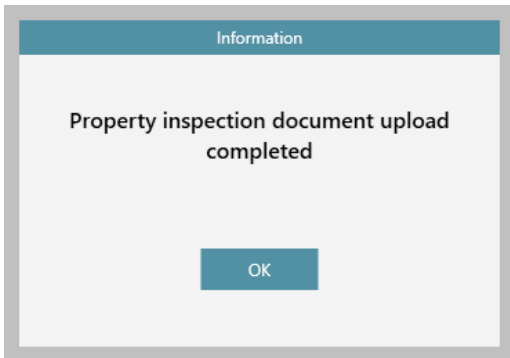 Information
Property inspection document upload
completed
OK